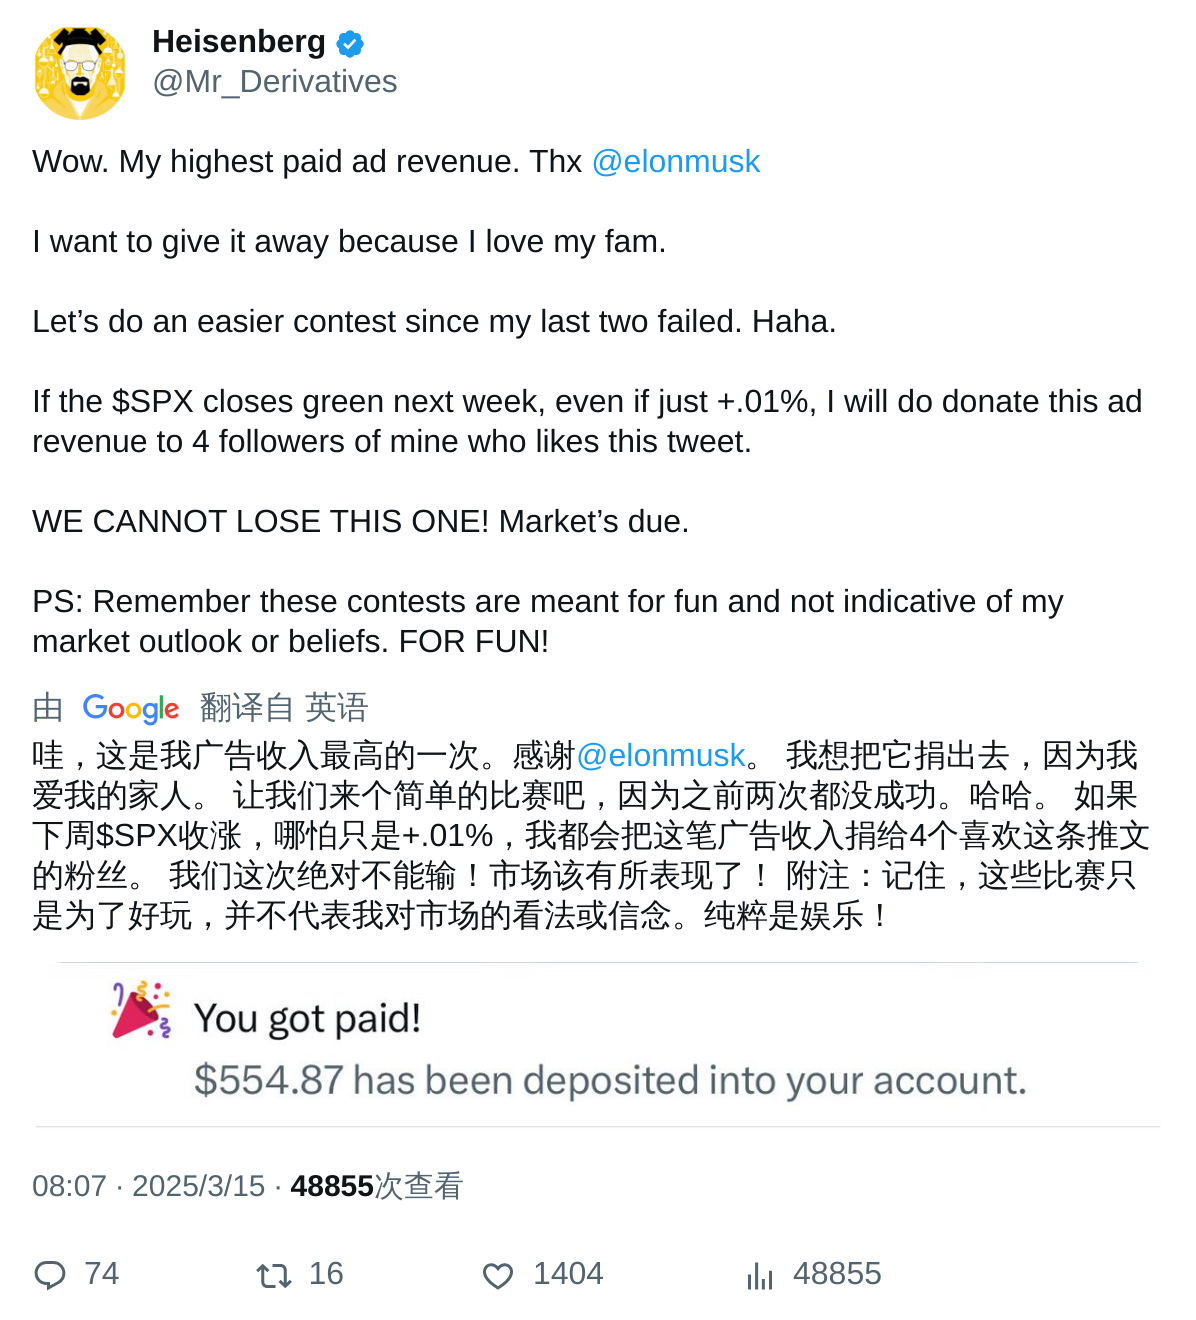 Heisenberg
@Mr_Derivatives
Wow. My highest paid ad revenue. Thx @elonmusk
I want to give it away because I love my fam.
Let’s do an easier contest since my last two failed. Haha.
If the $SPX closes green next week, even if just +.01%, I will do donate this ad
revenue to 4 followers of mine who likes this tweet.
WE CANNOT LOSE THIS ONE! Market’s due.
PS: Remember these contests are meant for fun and not indicative of my
market outlook or beliefs. FOR FUN!
由 Google 翻译自 英语
哇，这是我广告收入最高的一次。感谢@elonmusk。 我想把它捐出去，因为我
爱我的家人。 让我们来个简单的比赛吧，因为之前两次都没成功。哈哈。 如果
下周$SPX收涨，哪怕只是+.01%，我都会把这笔广告收入捐给4个喜欢这条推文
的粉丝。 我们这次绝对不能输！市场该有所表现了！ 附注：记住，这些比赛只
是为了好玩，并不代表我对市场的看法或信念。纯粹是娱乐！
You got paid!
$554.87 has been deposited into your account.
08:07 · 2025/3/15 · 48855次查看
74 16 1404 48855